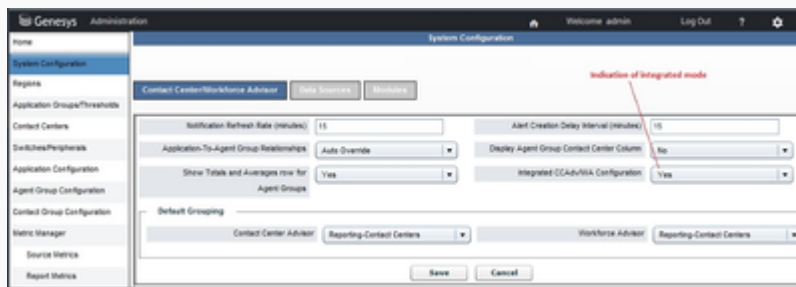 Genesys Administration Welcome admin Log Out ?
Home
System Configuration
System Configuration
Regions
Application Groups/Thresholds
Contact Centers
Switches/Peripherals
Application Configuration
Agent Group Configuration
Contact Group Configuration
Metric Manager
Source Metrics
Report Metrics
Indication of integrated mode
Contact Center/Workforce Advisor Data Sources Modules
Notification Refresh Rate (minutes) 15 Alert Creation Delay Interval (minutes) 15
Application-To-Agent Group Relationships Auto Override Display Agent Group Contact Center Column No
Show Totals and Averages row for Agent Groups Yes Integrated CCAdv/WA Configuration Yes
Default Grouping
Contact Center Advisor Reporting-Contact Centers Workforce Advisor Reporting-Contact Centers
Save Cancel